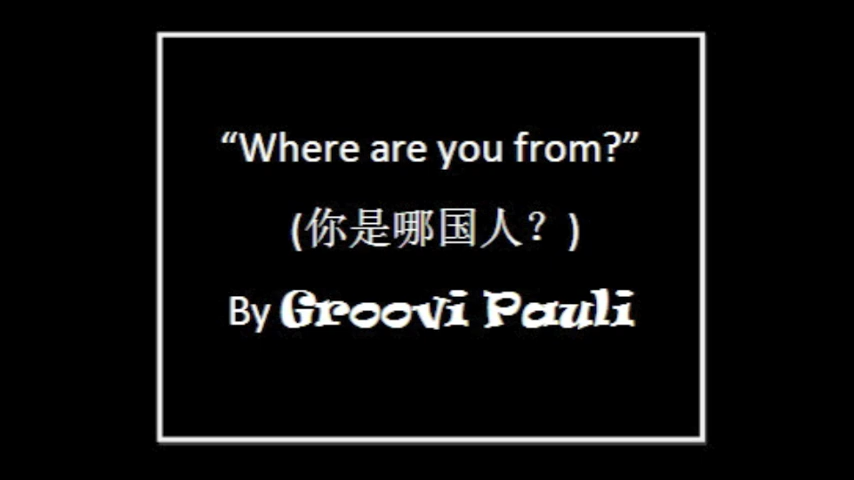 “Where are you from?”
(你是哪国人？)
By Groovi Pauli